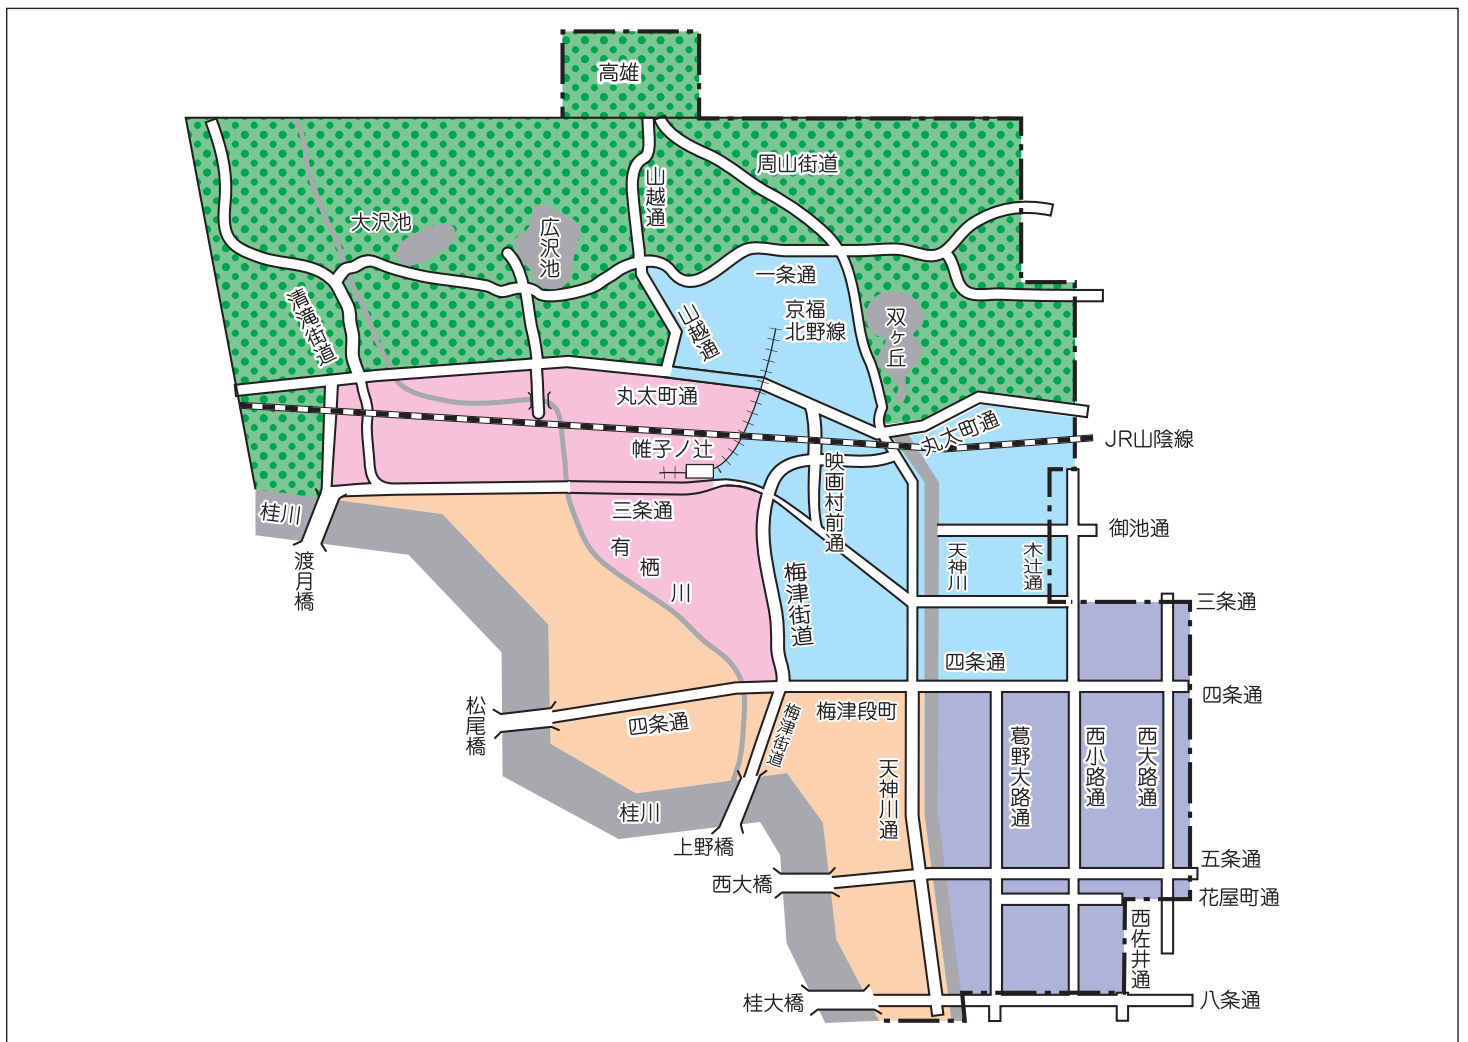 高雄
周山街道
山越通
大沢池
広沢池
一条通
清滝街道
山越通
京福
北野線
双ヶ丘
丸太町通
丸太町通
帷子ノ辻
JR山陰線
映画村前通
桂川
三条通
御池通
有栖川
天神川
木辻通
渡月橋
梅津街道
三条通
四条通
四条通
松尾橋
四条通
梅津街道
梅津段町
葛野大路通
西小路通
西大路通
天神川通
桂川
上野橋
五条通
西大橋
花屋町通
西佐井通
桂大橋
八条通